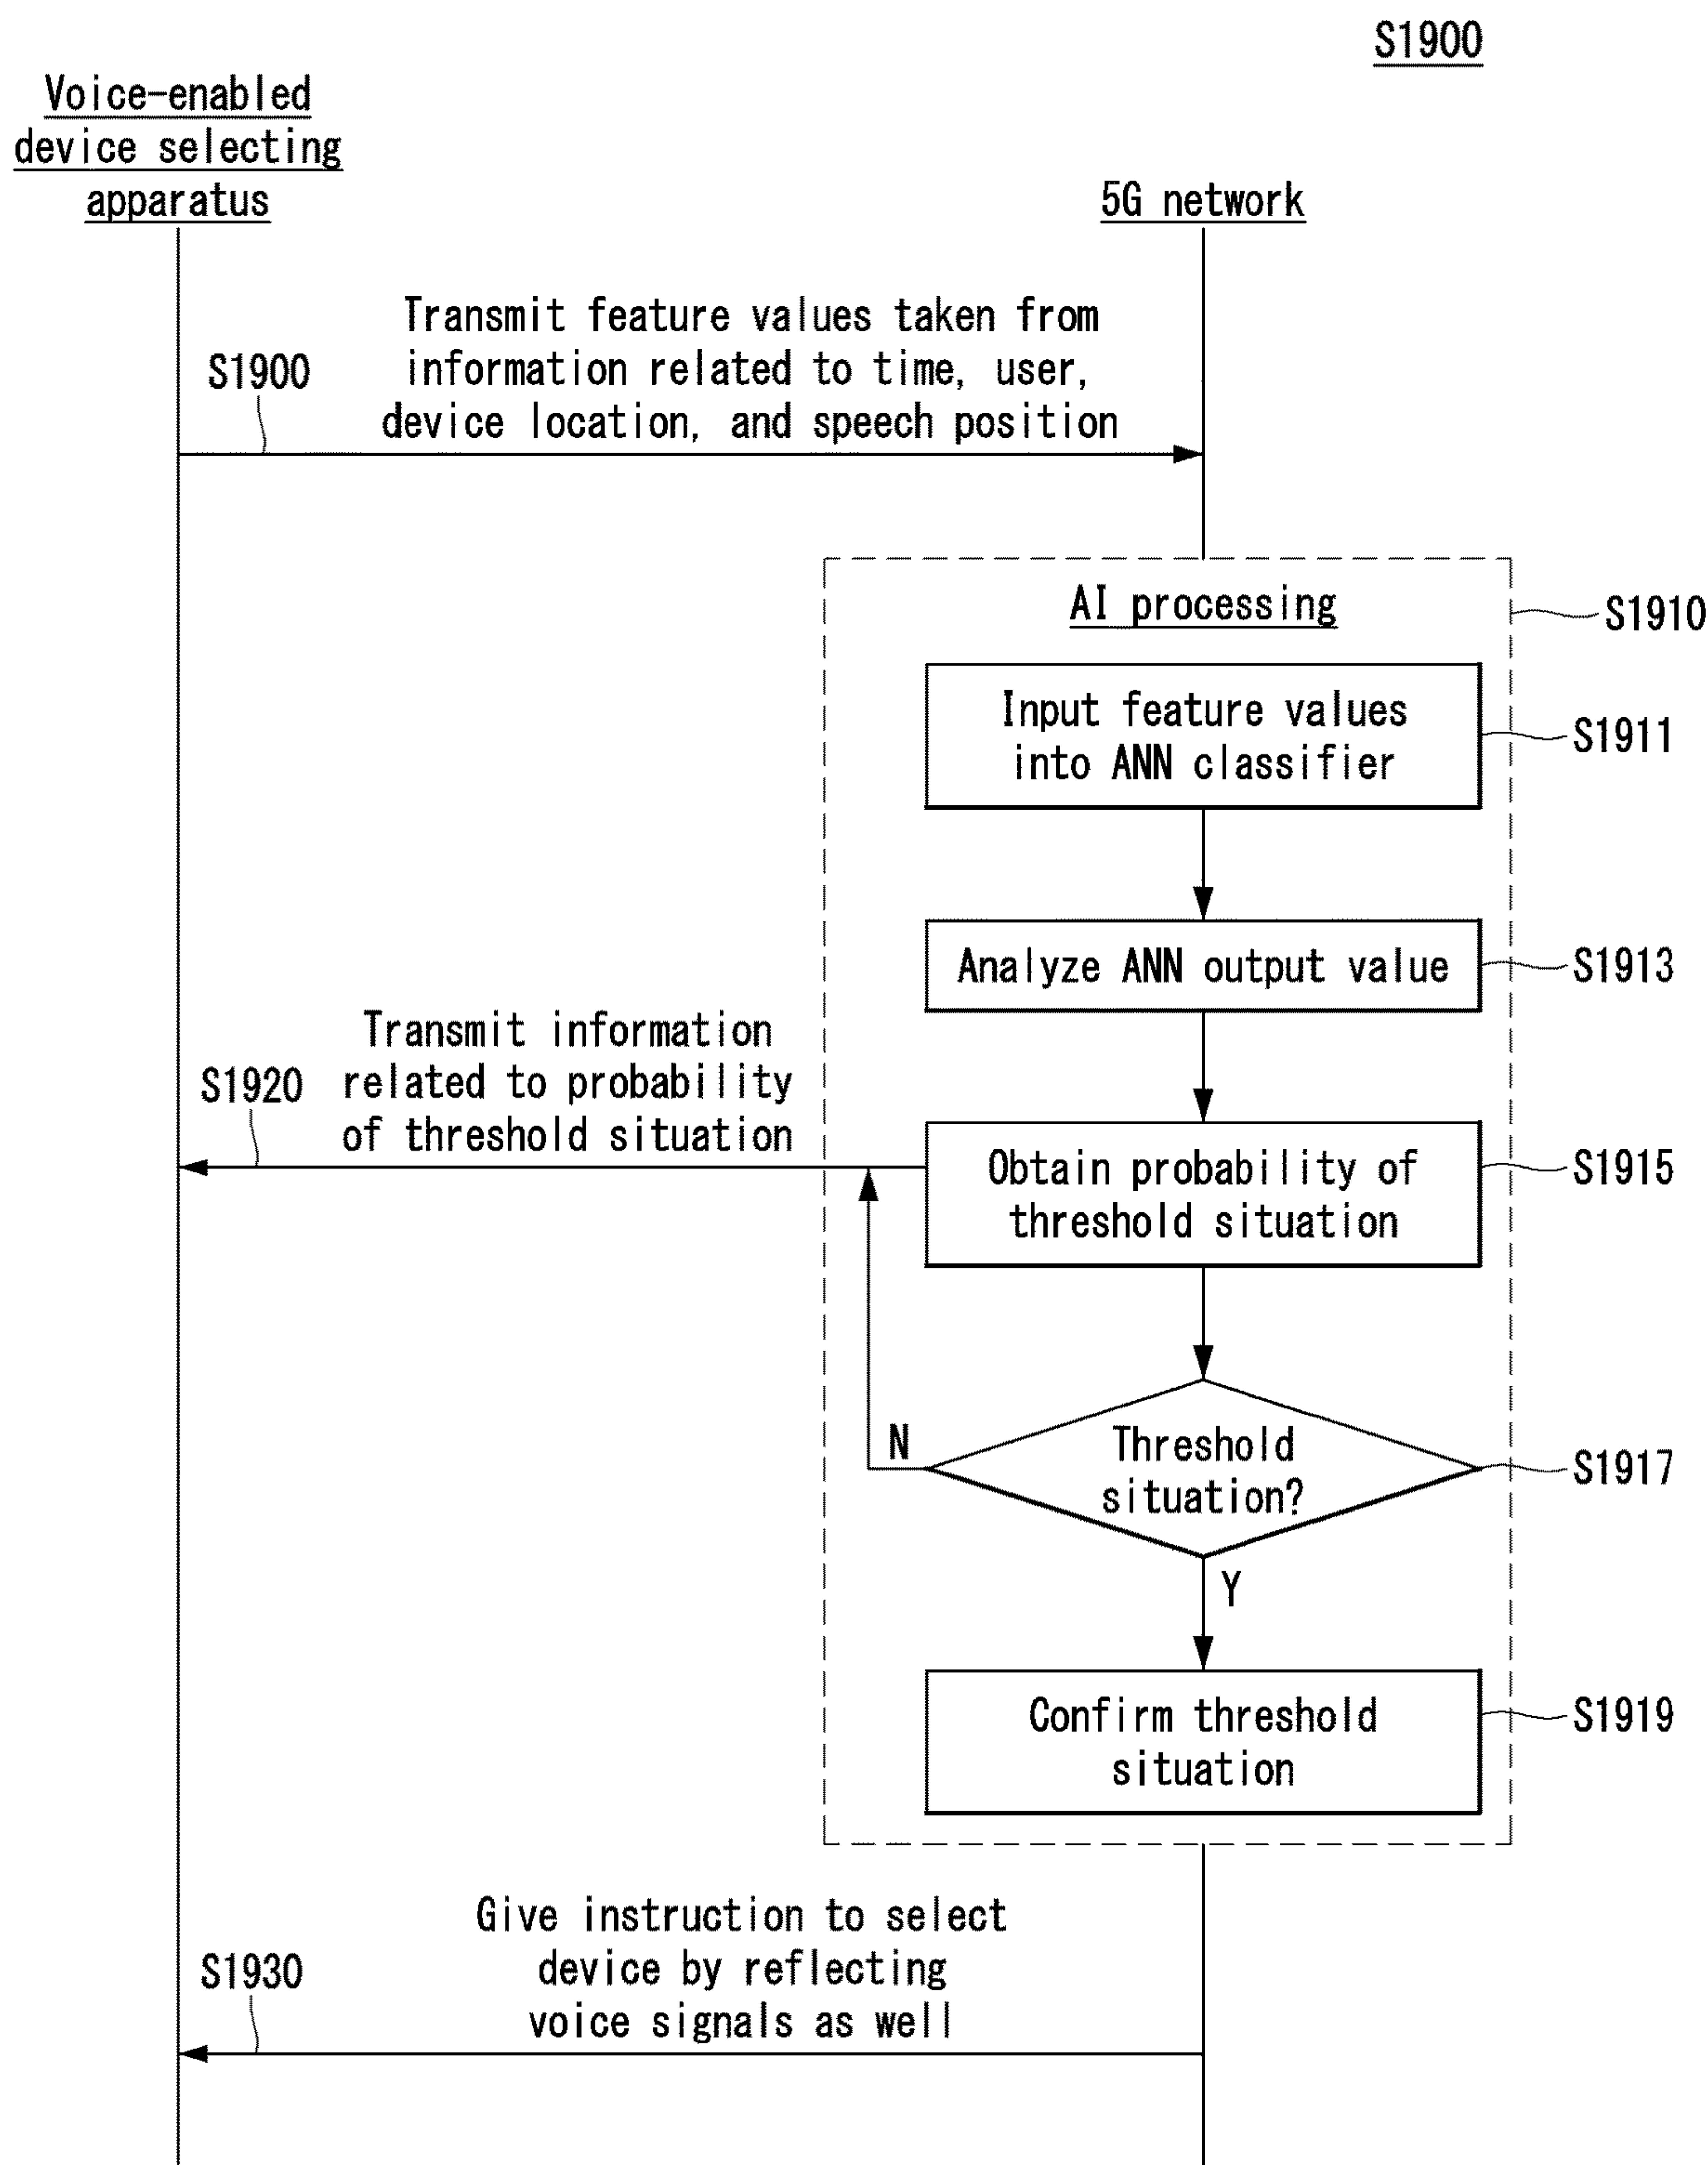 S1900
Voice-enabled
device selecting
apparatus
5G network
Transmit feature values taken from
information related to time, user,
device location, and speech position
S1900
AI processing
S1910
Input feature values
into ANN classifier
S1911
Analyze ANN output value
S1913
Transmit information
related to probability
of threshold situation
S1920
Obtain probability of
threshold situation
S1915
N
Threshold
situation?
S1917
Y
Confirm threshold
situation
S1919
Give instruction to select
device by reflecting
voice signals as well
S1930